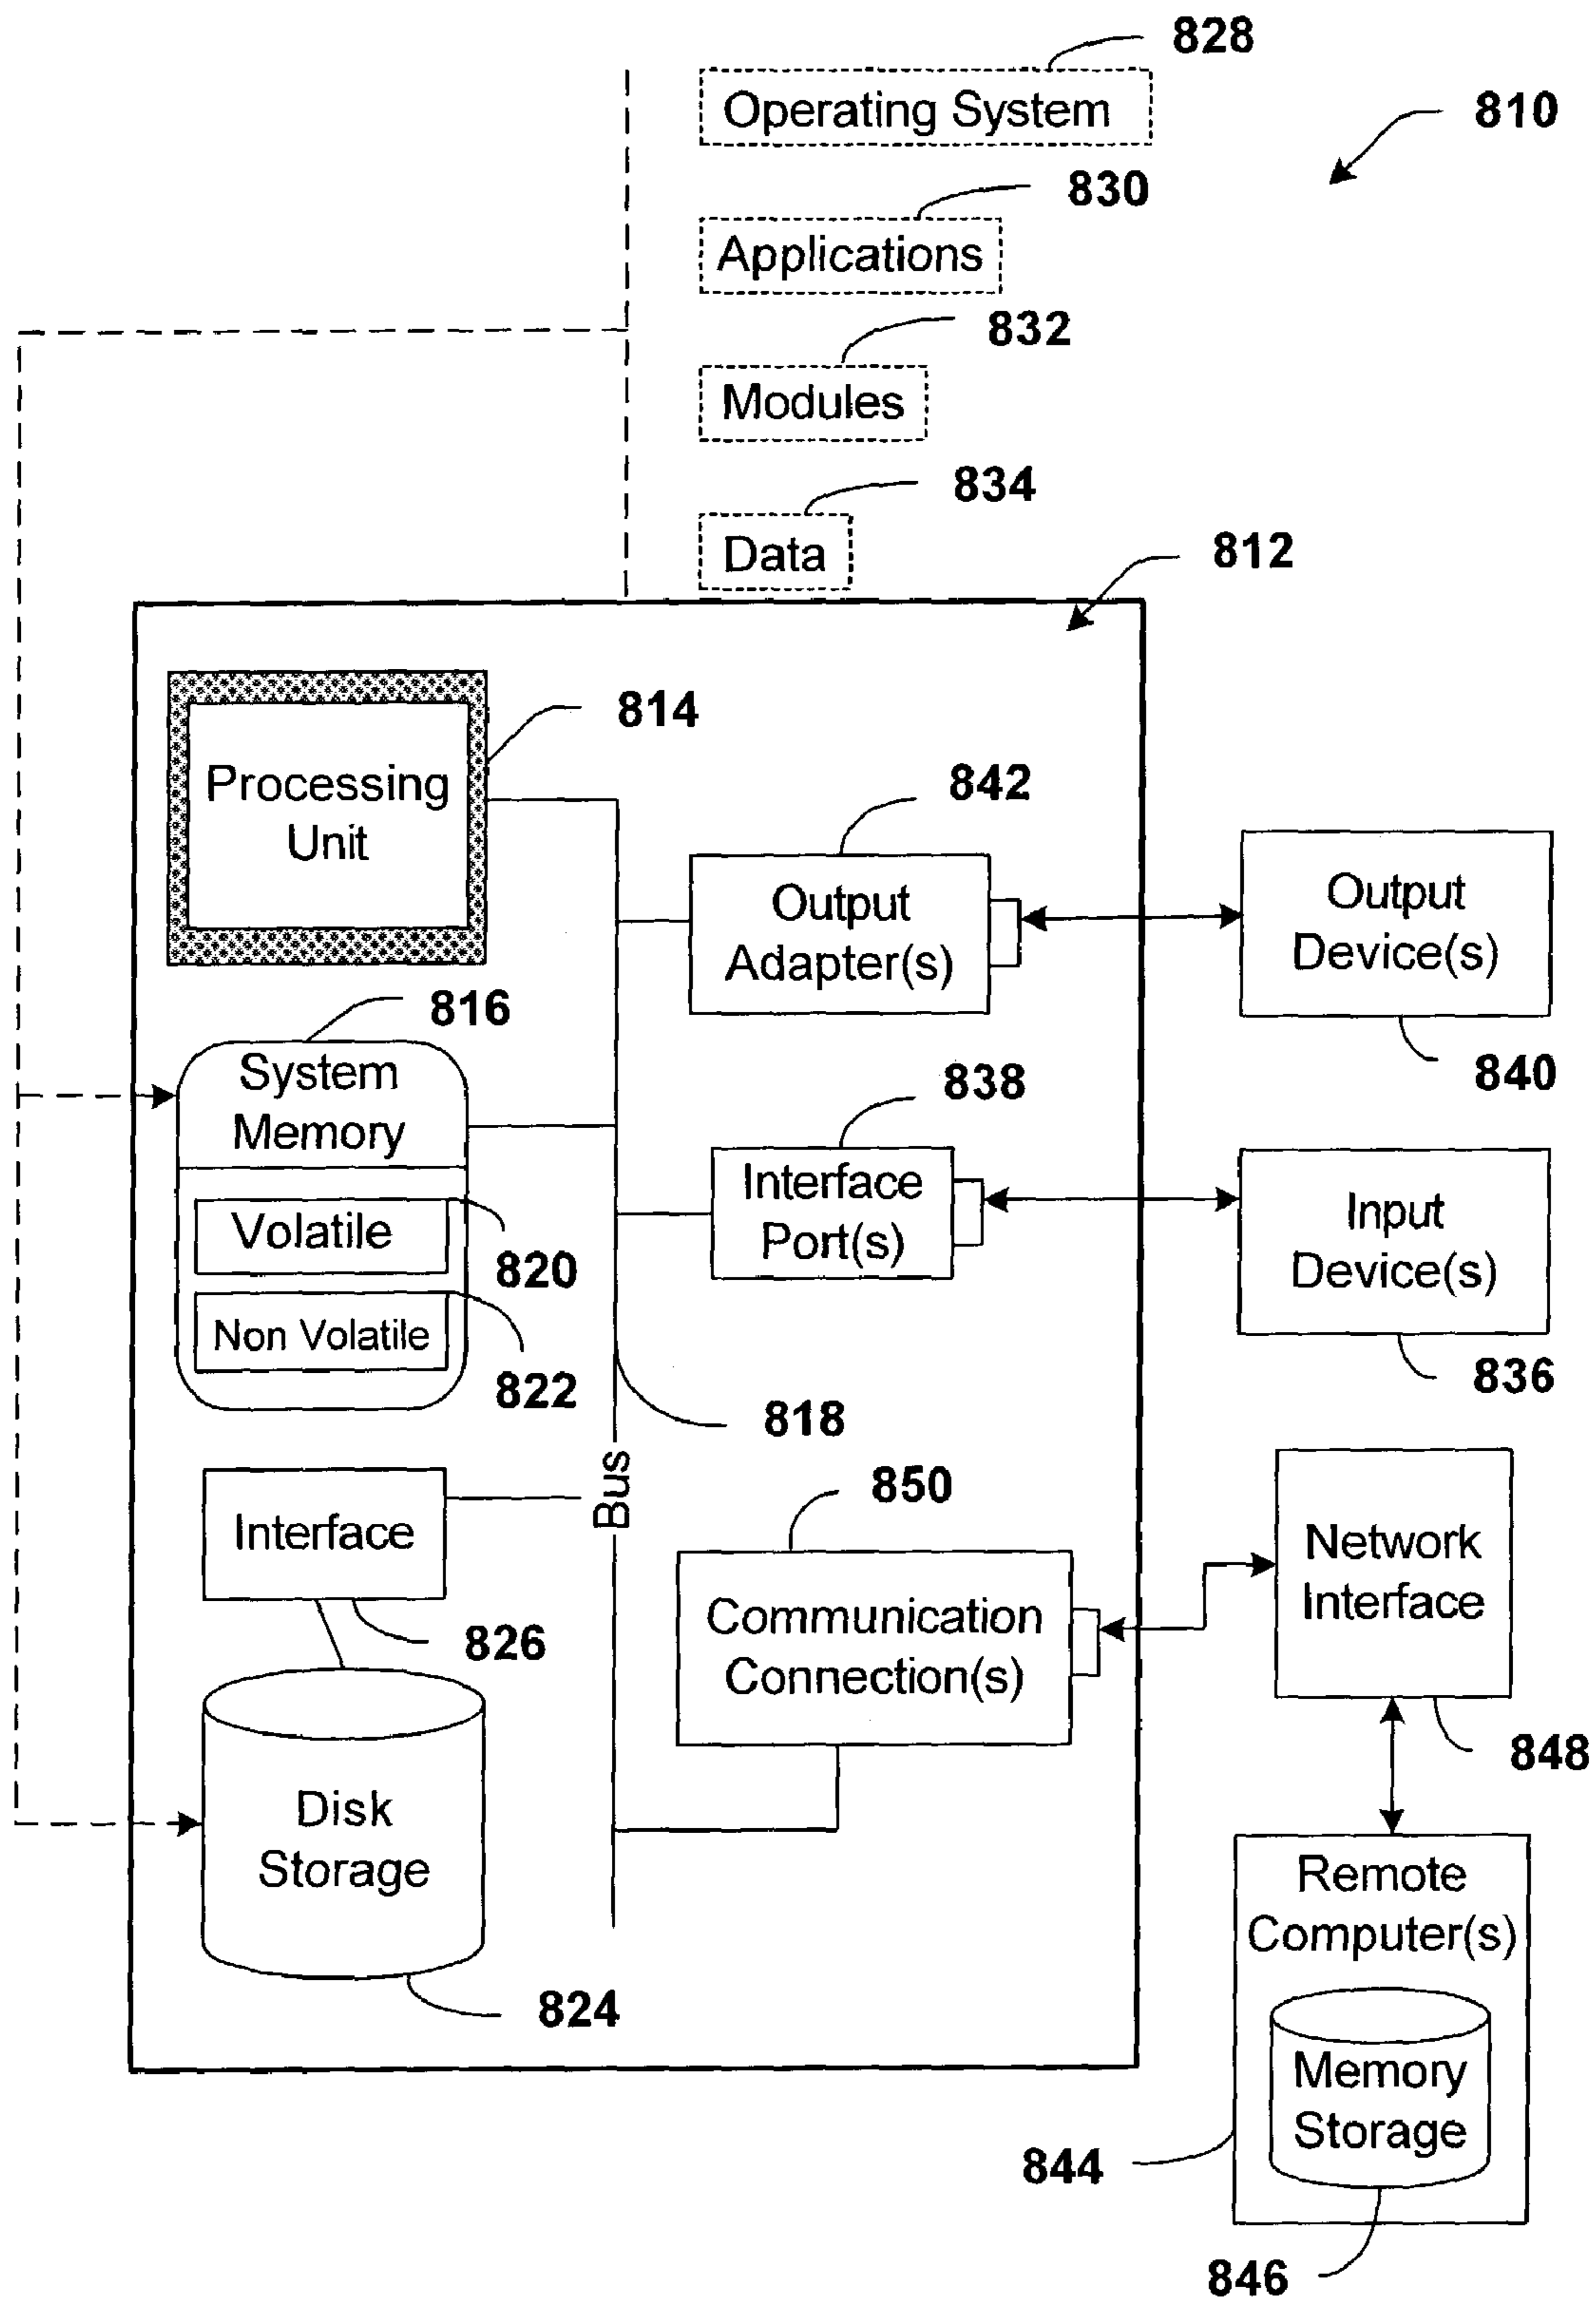 828
Operating System
810
830
Applications
832
Modules
834
Data
812
814
Processing
Unit
842
Output
Adapter(s)
Output
Device(s)
840
816
System
Memory
838
Interface
Port(s)
Input
Device(s)
836
Volatile
820
Non Volatile
822
818
Bus
850
Interface
826
Communication
Connection(s)
Network
Interface
848
Disk
Storage
824
Remote
Computer(s)
Memory
Storage
844
846